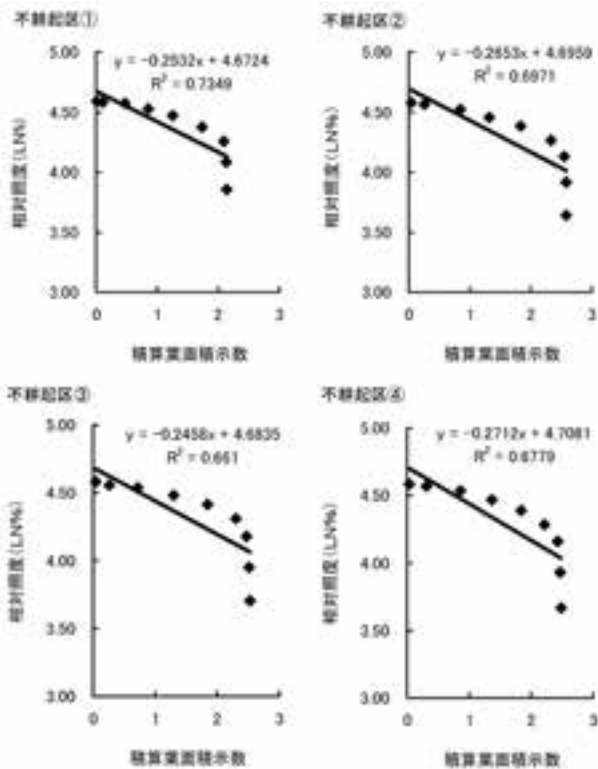 不耕起区①
y = -0.2532x + 4.6724
R² = 0.7349
相対照度(LN%)
5.00
4.50
4.00
3.50
3.00
0 1 2 3
積算葉面積示数
不耕起区②
y = -0.2653x + 4.6959
R² = 0.6971
相対照度(LN%)
5.00
4.50
4.00
3.50
3.00
0 1 2 3
積算葉面積示数
不耕起区③
y = -0.2458x + 4.6835
R² = 0.661
相対照度(LN%)
5.00
4.50
4.00
3.50
3.00
0 1 2 3
積算葉面積示数
不耕起区④
y = -0.2712x + 4.7081
R² = 0.6779
相対照度(LN%)
5.00
4.50
4.00
3.50
3.00
0 1 2 3
積算葉面積示数